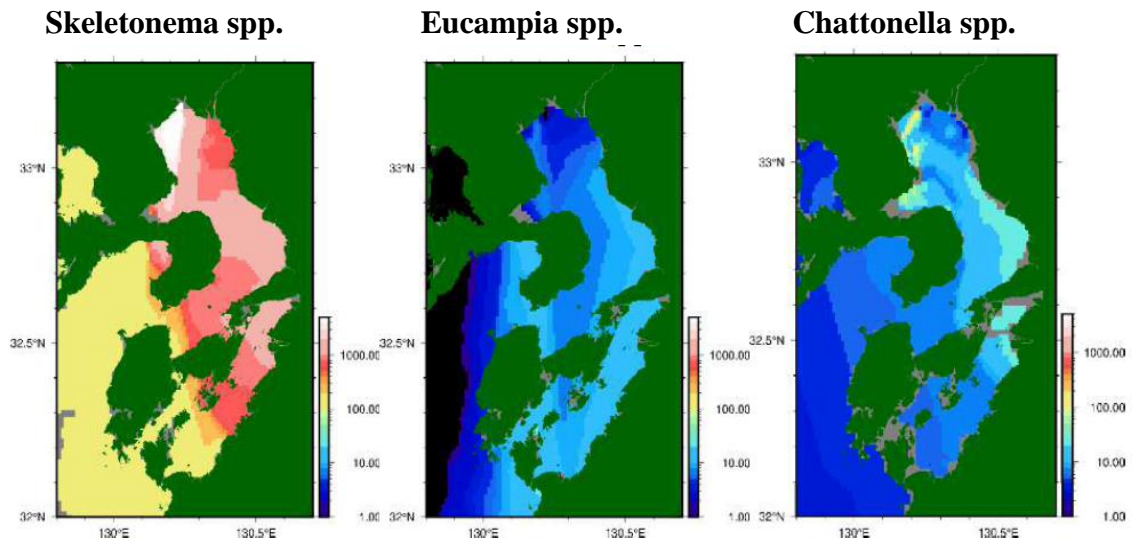 Skeletonema spp. Eucampia spp. Chattonella spp.
33°N 33°N 33°N
32.5°N 32.5°N 32.5°N
1000.00 1000.00 1000.00
100.00 100.00 100.00
10.00 10.00 10.00
32°N 1.00 32°N 1.00 32°N 1.00
130°E 130.5°E 130°E 130.5°E 130°E 130.5°E